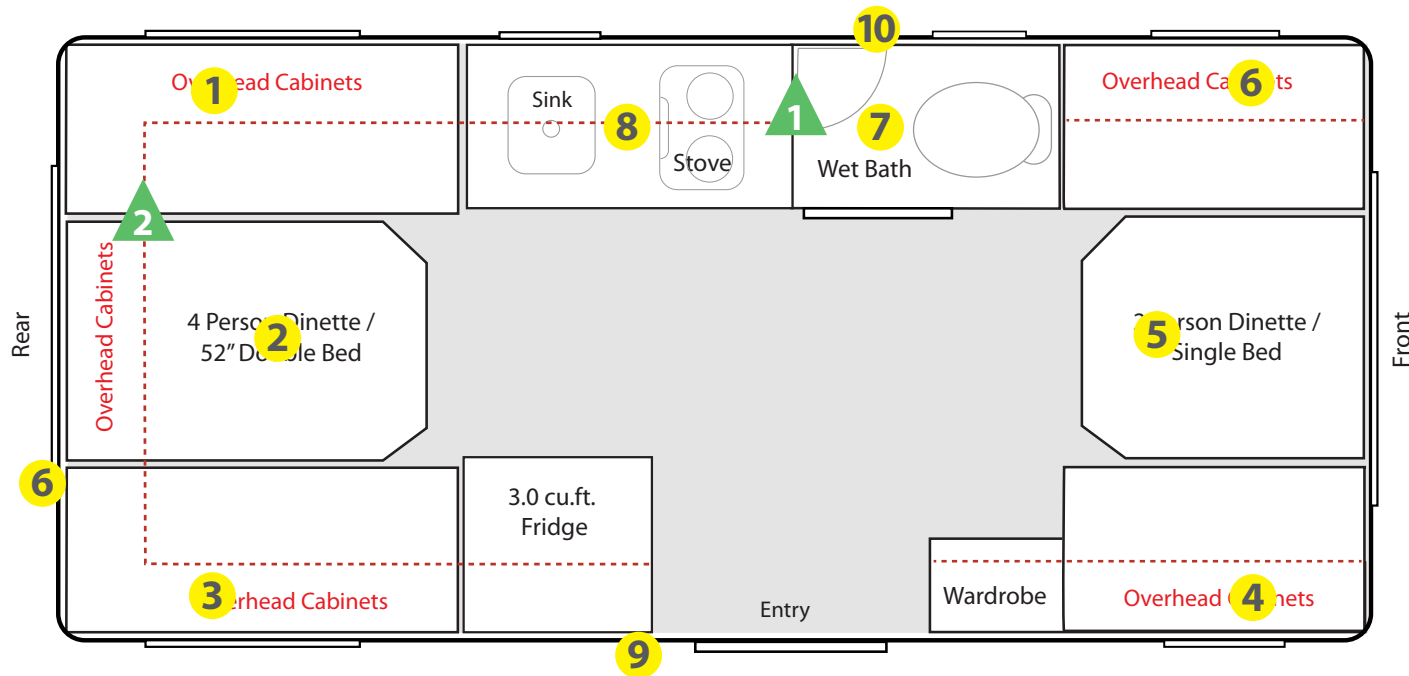 10
Overhead Cabinets
1
Sink
8
Stove
1
7
Wet Bath
Overhead Cabinets
6
2
Overhead Cabinets
4 Person Dinette /
52” Double Bed
2
Person Dinette /
Single Bed
5
Rear
Front
6
3.0 cu.ft.
Fridge
3
Overhead Cabinets
Entry
Wardrobe
Overhead Cabinets
4
9